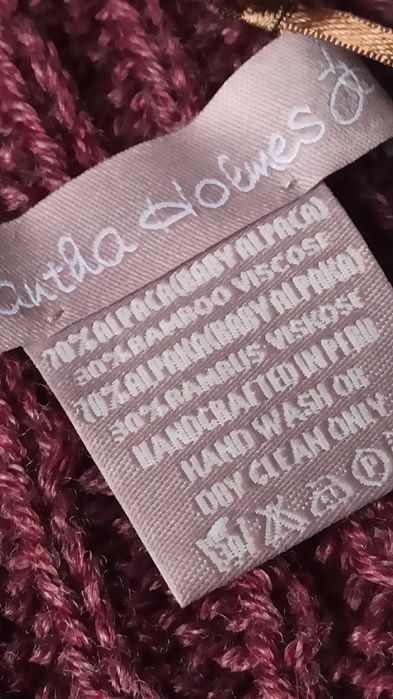 antha Holmes
70% ALPACA(BABY ALPACA)
30% BAMBOO VISCOSE
70% ALPAKA(BABY ALPAKA)
30% BAMBUS VISKOSE
HANDCRAFTED IN PERU
HAND WASH OR
DRY CLEAN ONLY
30 P